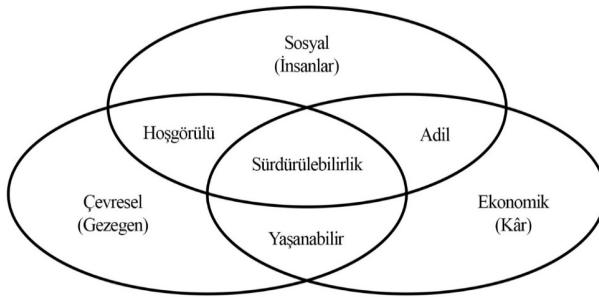 Sosyal
(İnsanlar)
Hoşgörülü
Adil
Sürdürülebilirlik
Çevresel
(Gezegen)
Ekonomik
(Kâr)
Yaşanabilir